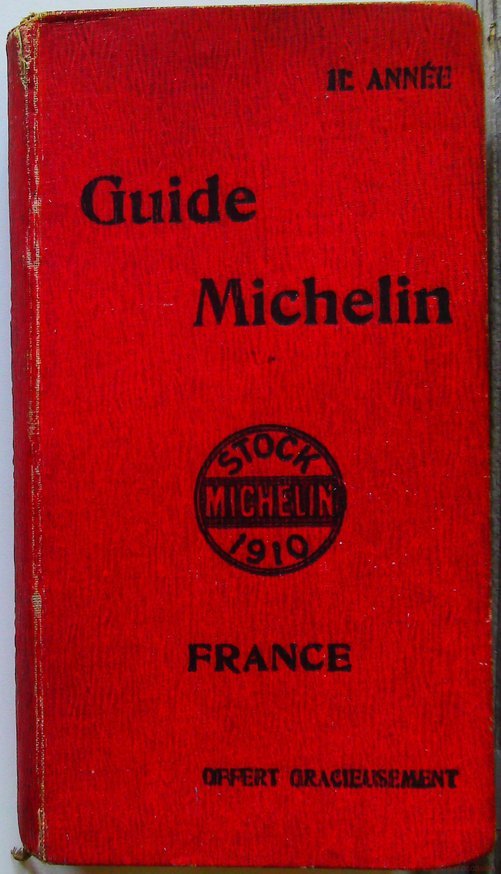 11E ANNÉE
Guide
Michelin
STOCK
MICHELIN
1910
FRANCE
OFFERT GRACIEUSEMENT